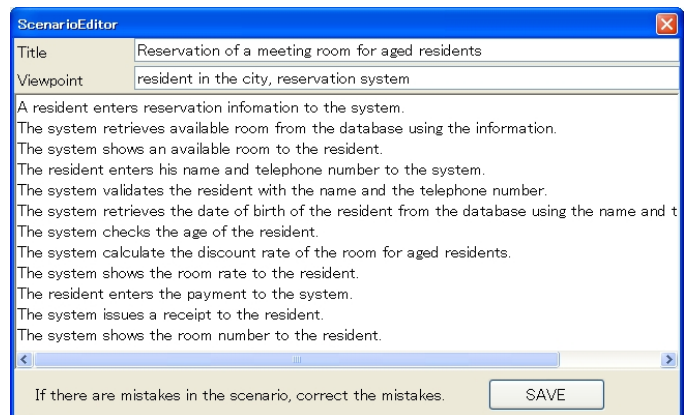 ScenarioEditor
Title Reservation of a meeting room for aged residents
Viewpoint resident in the city, reservation system
A resident enters reservation infomation to the system.
The system retrieves available room from the database using the information.
The system shows an available room to the resident.
The resident enters his name and telephone number to the system.
The system validates the resident with the name and the telephone number.
The system retrieves the date of birth of the resident from the database using the name and t
The system checks the age of the resident.
The system calculate the discount rate of the room for aged residents.
The system shows the room rate to the resident.
The resident enters the payment to the system.
The system issues a receipt to the resident.
The system shows the room number to the resident.
If there are mistakes in the scenario, correct the mistakes. SAVE